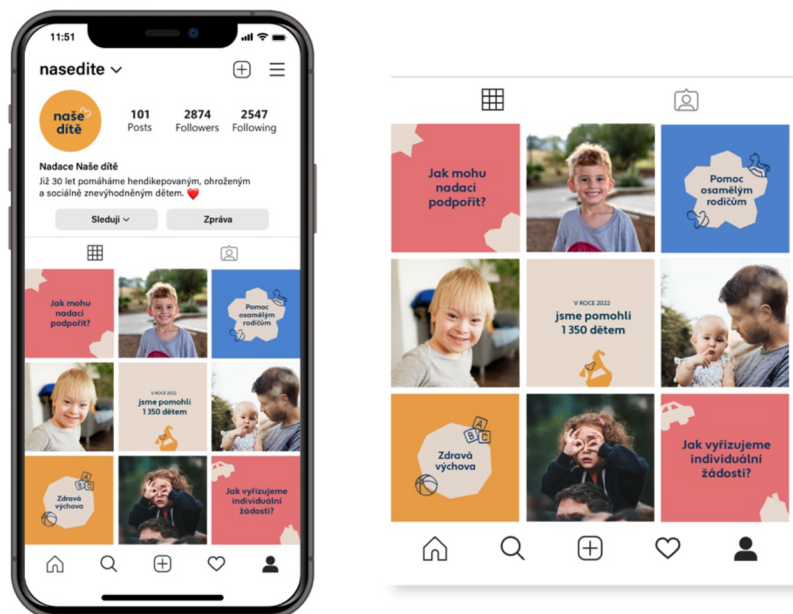 11:51
nasedite
naše
dítě
101 2874 2547
Posts Followers Following
Nadace Naše dítě
Již 30 let pomáháme hendikepovaným, ohroženým
a sociálně znevýhodněným dětem. ❤️
Sleduji Zpráva
Jak mohu
nadaci
podpořit?
Pomoc
osamělým
rodičům
V ROCE 2022
jsme pomohli
1 350 dětem
A
B C
Zdravá
výchova
Jak vyřizujeme
individuální
žádosti?
Jak mohu
nadaci
podpořit?
Pomoc
osamělým
rodičům
V ROCE 2022
jsme pomohli
1 350 dětem
A
B C
Zdravá
výchova
Jak vyřizujeme
individuální
žádosti?